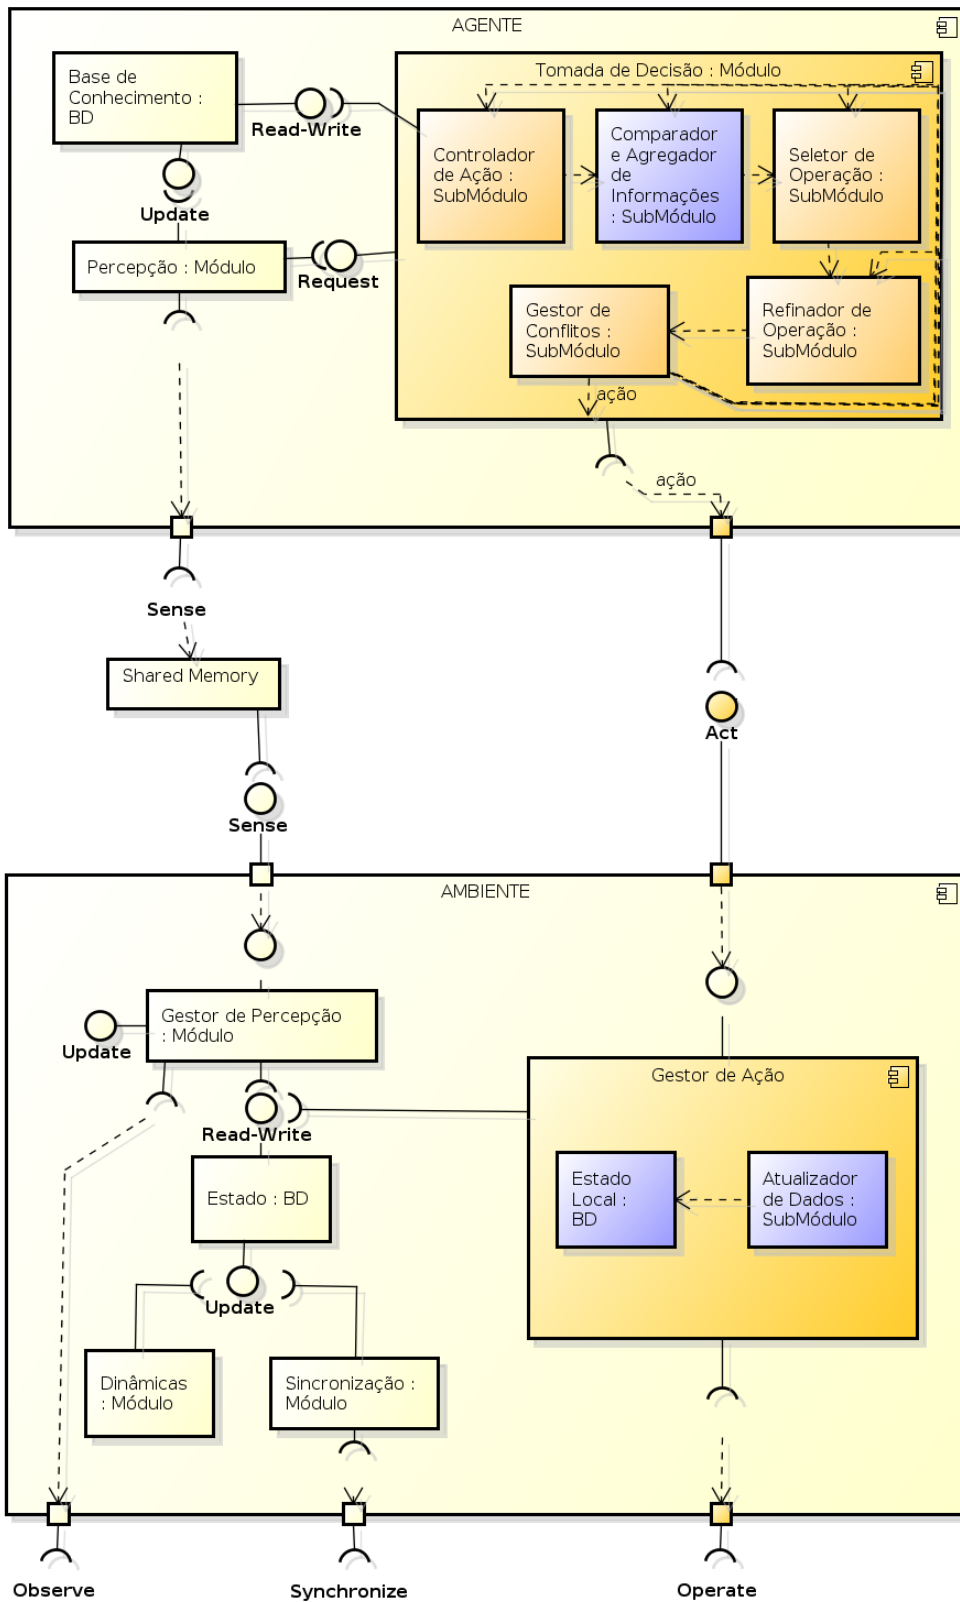 AGENTE
Base de
Conhecimento :
BD
Read-Write
Update
Percepção : Módulo
Request
Tomada de Decisão : Módulo
Controlador
de Ação :
SubMódulo
Comparador
e Agregador
de
Informações
: SubMódulo
Seletor de
Operação :
SubMódulo
Gestor de
Conflitos :
SubMódulo
Refinador de
Operação :
SubMódulo
ação
ação
Sense
Shared Memory
Sense
Act
AMBIENTE
Gestor de Percepção
: Módulo
Update
Read-Write
Estado : BD
Update
Dinâmicas
: Módulo
Sincronização :
Módulo
Gestor de Ação
Estado
Local :
BD
Atualizador
de Dados :
SubMódulo
Observe
Synchronize
Operate